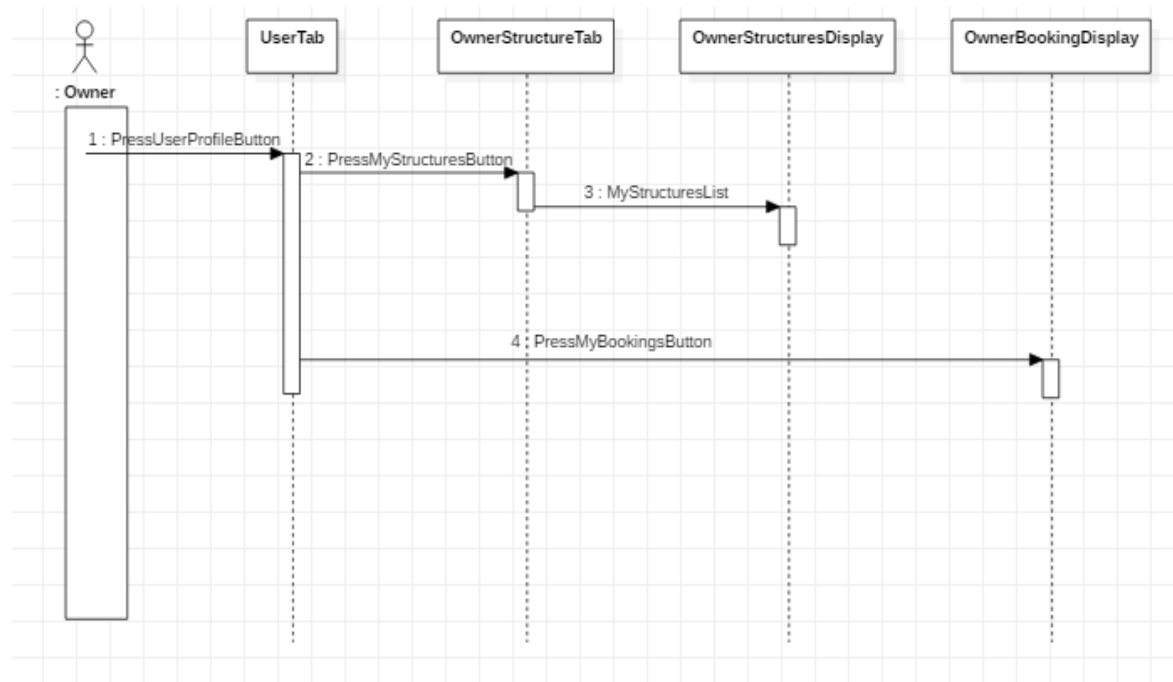 UserTab
OwnerStructureTab
OwnerStructuresDisplay
OwnerBookingDisplay
: Owner
1 : PressUserProfileButton
2 : PressMyStructuresButton
3 : MyStructuresList
4 : PressMyBookingsButton